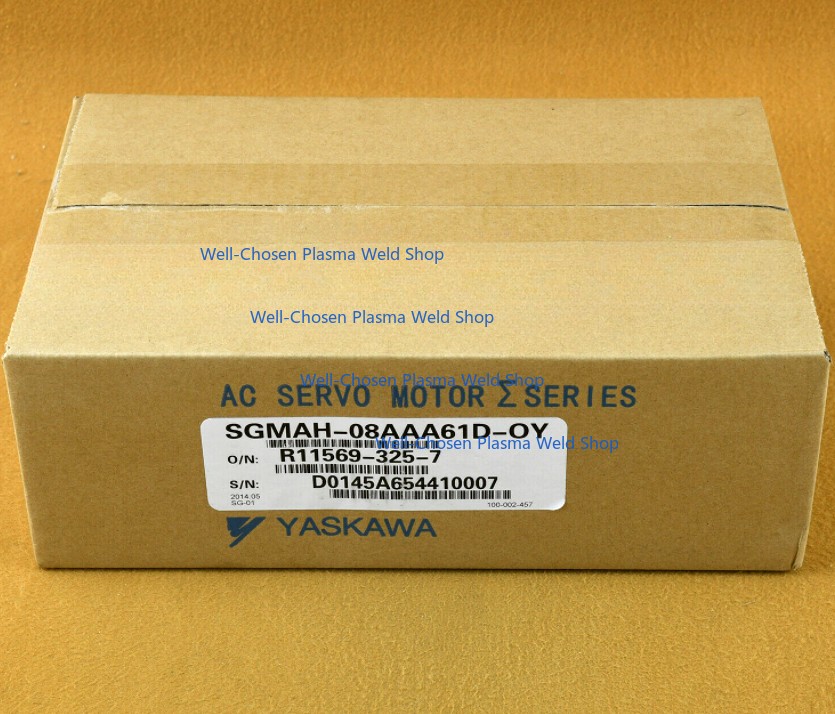 Well-Chosen Plasma Weld Shop
Well-Chosen Plasma Weld Shop
Well-Chosen Plasma Weld Shop
AC SERVO MOTOR Σ SERIES
SGMAH-08AAA61D-OY
Well-Chosen Plasma Weld Shop
O/N: R11569-325-7
S/N: D0145A654410007
2014.05
SG-01
100-002-457
YASKAWA